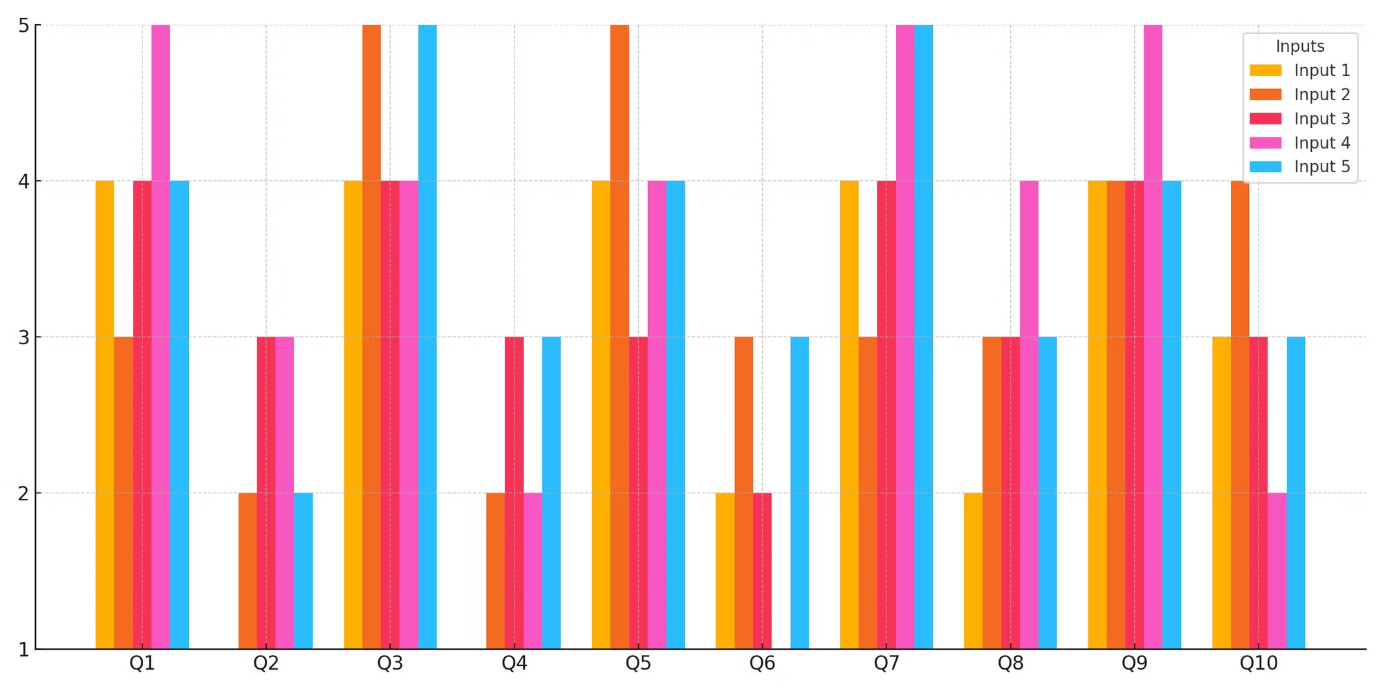 5
4
3
2
1
Inputs
Input 1
Input 2
Input 3
Input 4
Input 5
Q1 Q2 Q3 Q4 Q5 Q6 Q7 Q8 Q9 Q10